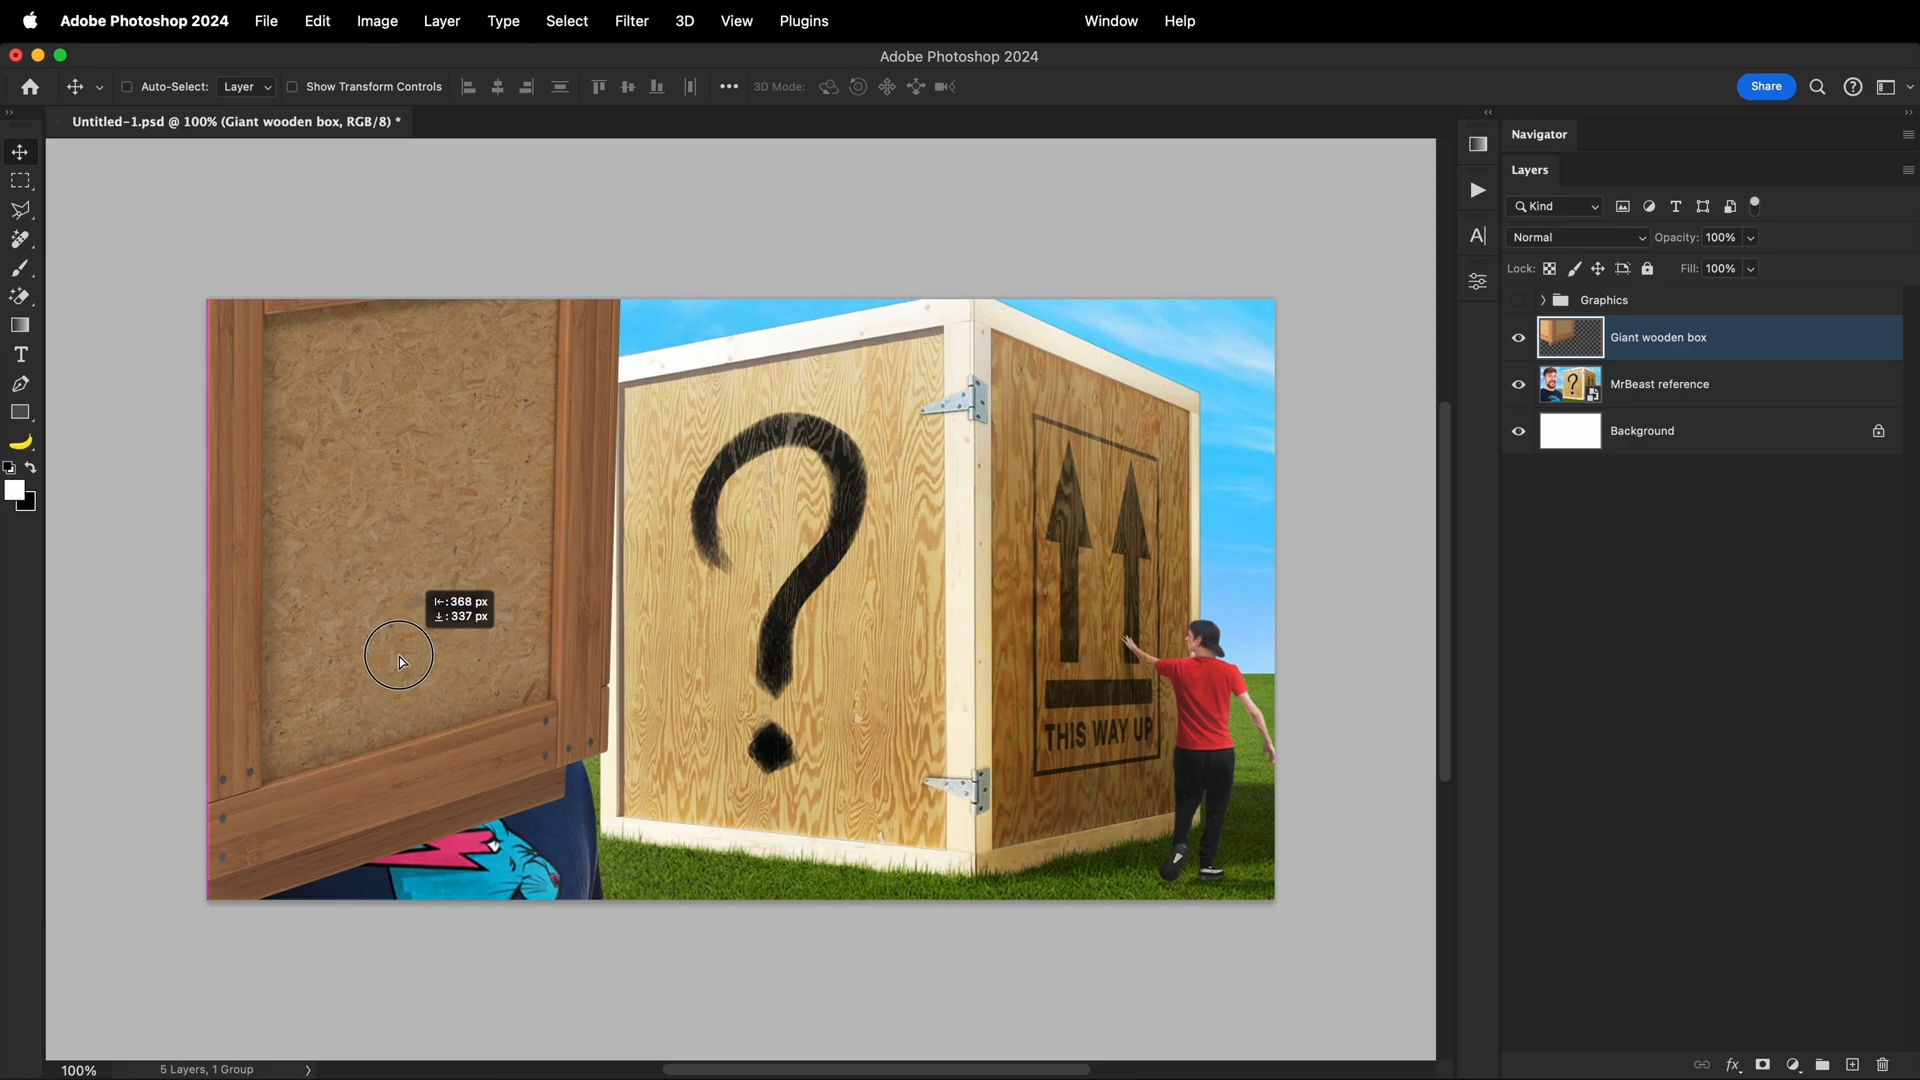 Adobe Photoshop 2024 File Edit Image Layer Type Select Filter 3D View Plugins Window Help
Adobe Photoshop 2024
Auto-Select: Layer Show Transform Controls 3D Mode: Share
Untitled-1.psd @ 100% (Giant wooden box, RGB/8) *
Navigator
Layers
Kind
Normal Opacity: 100%
Lock: Fill: 100%
Graphics
Giant wooden box
MrBeast reference
Background
368 px
337 px
?
THIS WAY UP
100% 5 Layers, 1 Group